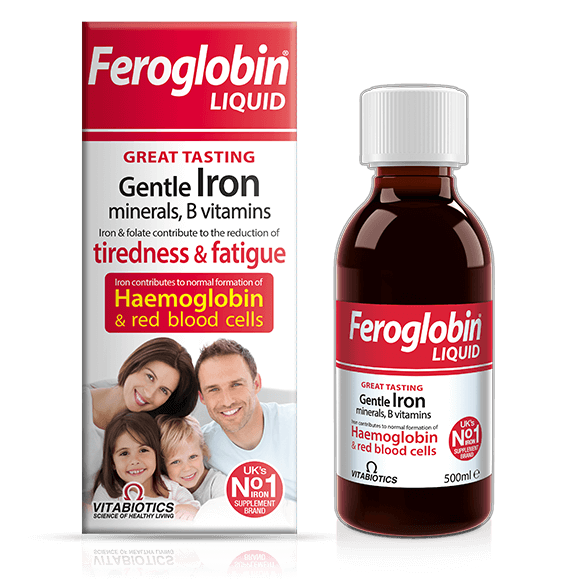 Feroglobin®
LIQUID
GREAT TASTING
Gentle Iron
minerals, B vitamins
Iron & folate contribute to the reduction of
tiredness & fatigue
Iron contributes to normal formation of
Haemoglobin
& red blood cells
UK's
No1
IRON
SUPPLEMENT
BRAND
VITABIOTICS
SCIENCE OF HEALTHY LIVING
Feroglobin®
LIQUID
GREAT TASTING
Gentle Iron
minerals, B vitamins
Iron contributes to normal formation of
Haemoglobin
& red blood cells
UK's
No1
IRON
SUPPLEMENT
BRAND
VITABIOTICS
500ml ℮